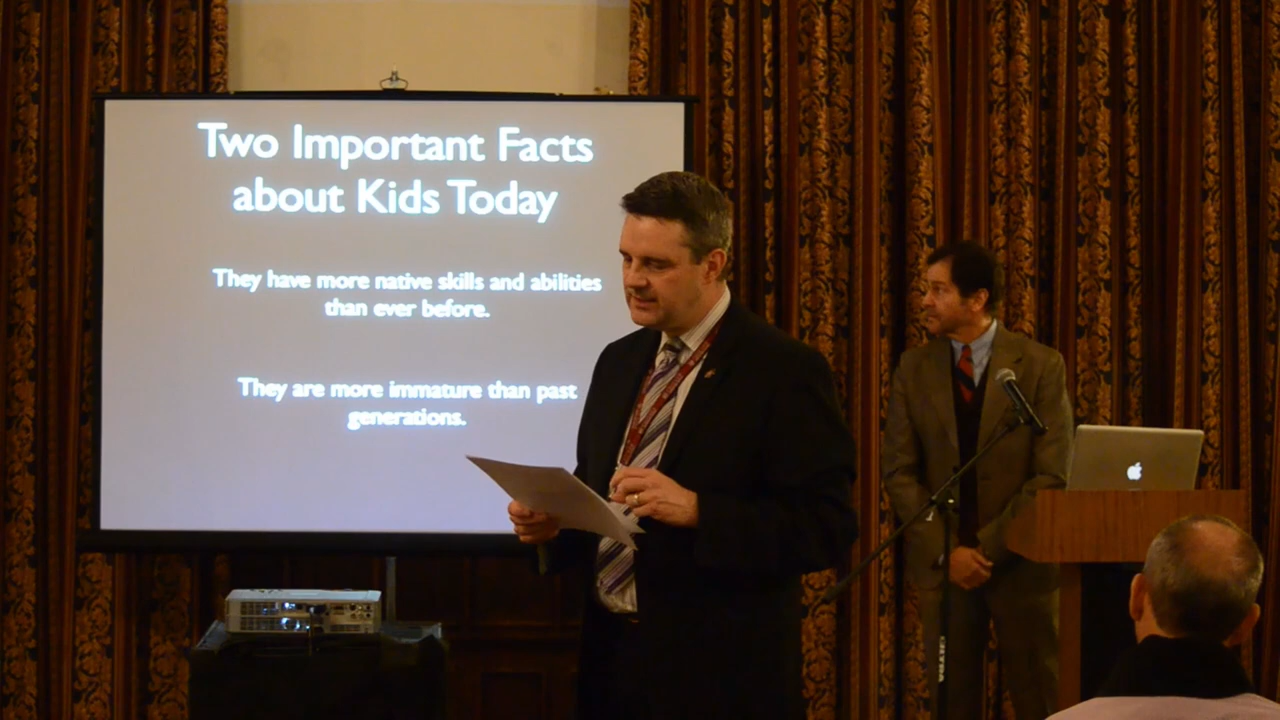 Two Important Facts
about Kids Today
They have more native skills and abilities
than ever before.
They are more immature than past
generations.